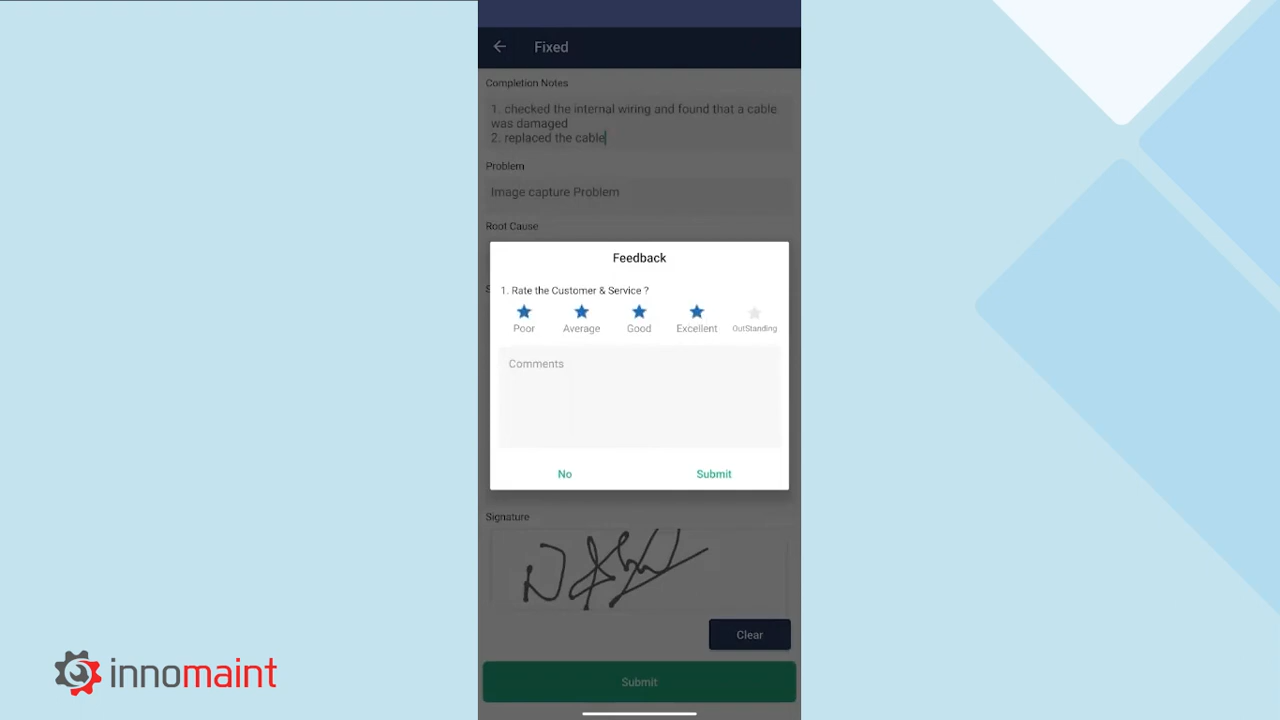 Fixed
Completion Notes
1. checked the internal wiring and found that a cable
was damaged
2. replaced the cable
Problem
Image capture Problem
Root Cause
Feedback
1. Rate the Customer & Service ?
Poor
Average
Good
Excellent
OutStanding
Comments
No
Submit
Signature
Clear
Submit
innomaint